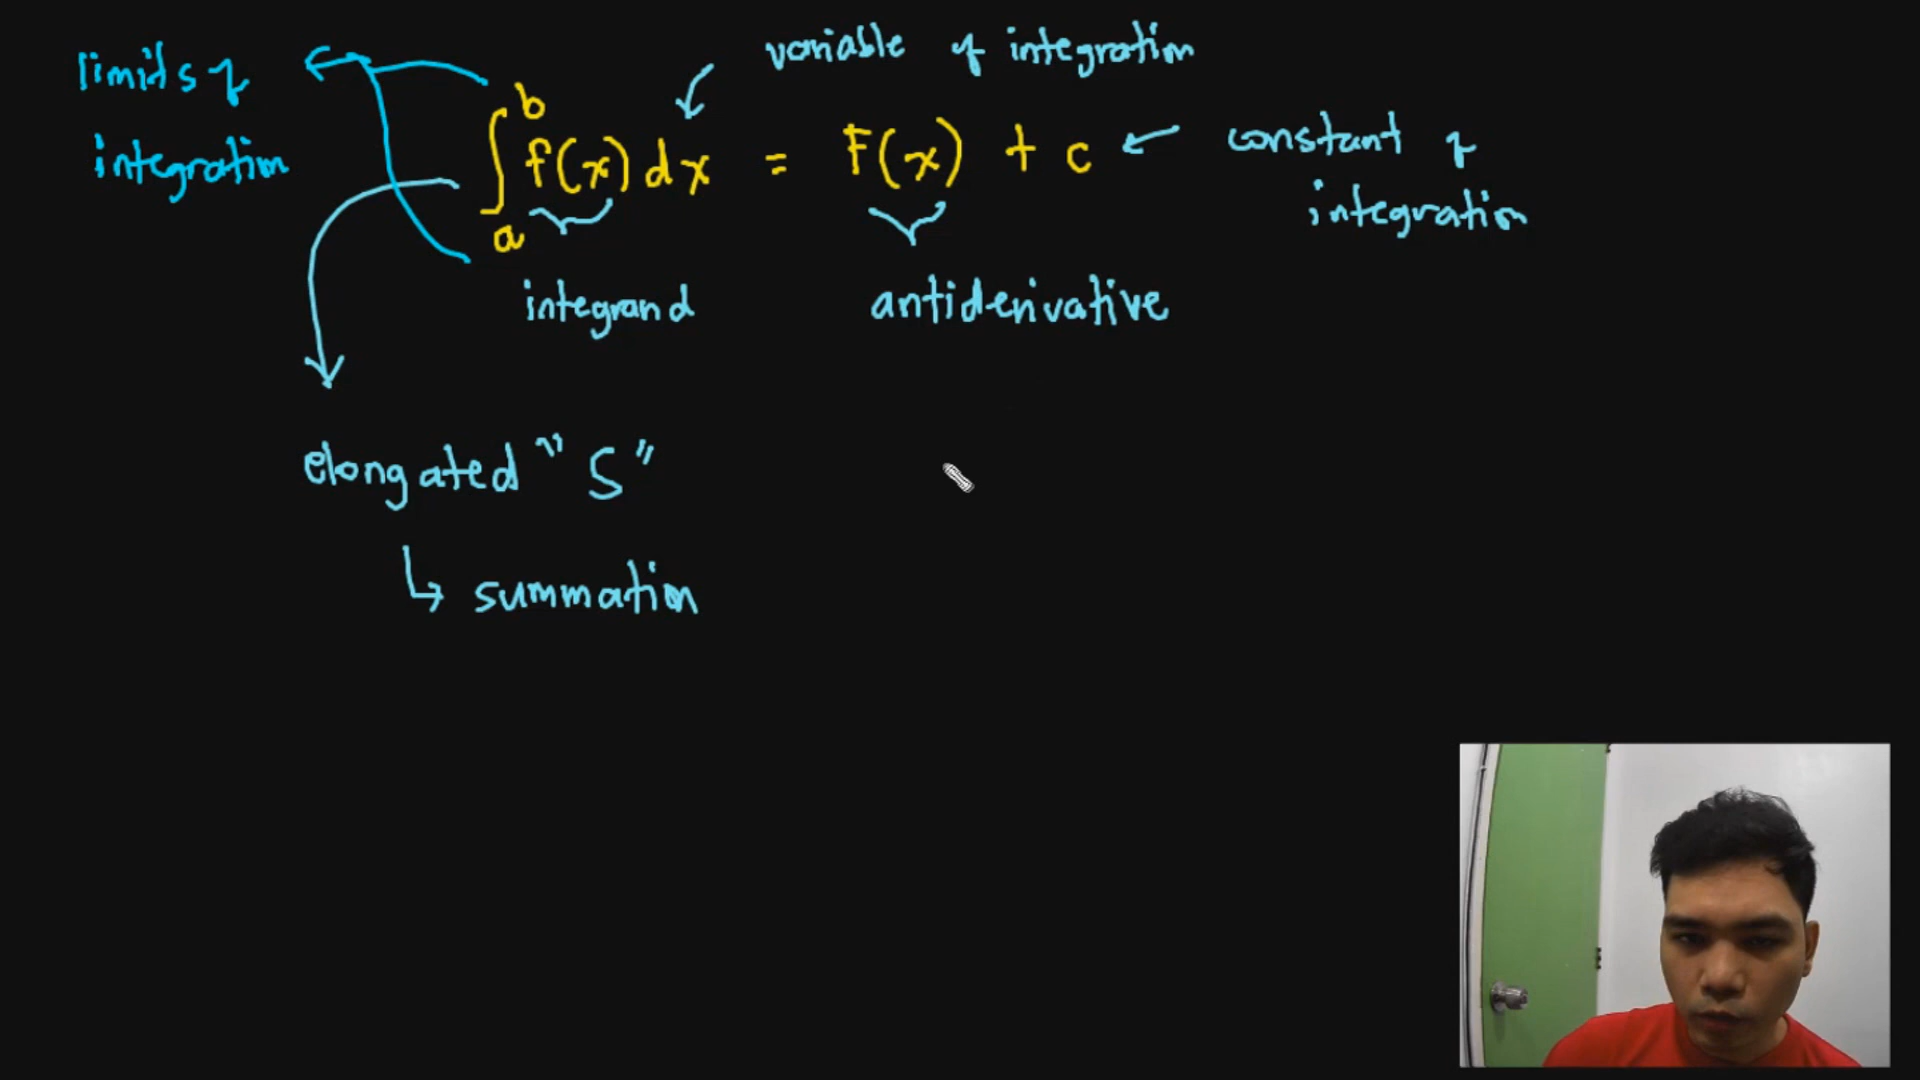 limits of
integration
variable of integration
∫ₐᵇ f(x) dx = F(x) + c
constant of
integration
integrand
antiderivative
elongated "S"
↳ summation